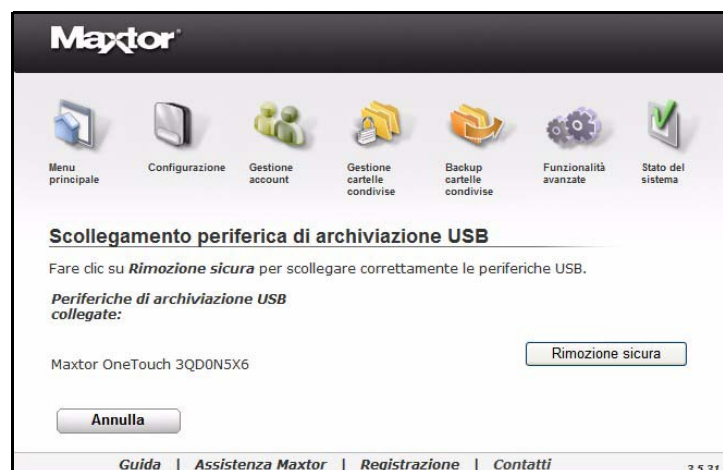 Maxtor
Menu principale
Configurazione
Gestione account
Gestione cartelle condivise
Backup cartelle condivise
Funzionalità avanzate
Stato del sistema
Scollegamento periferica di archiviazione USB
Fare clic su Rimozione sicura per scollegare correttamente le periferiche USB.
Periferiche di archiviazione USB
collegate:
Maxtor OneTouch 3QD0N5X6
Rimozione sicura
Annulla
Guida | Assistenza Maxtor | Registrazione | Contatti